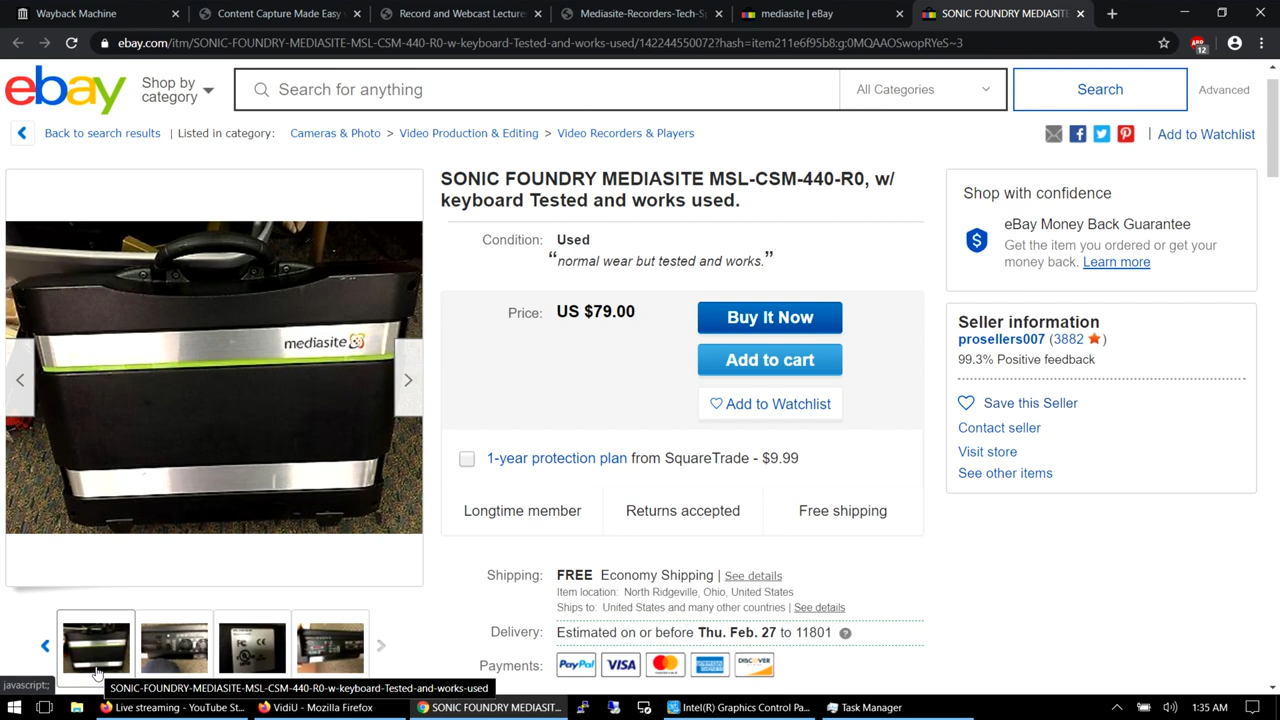 Wayback Machine
Content Capture Made Easy
Record and Webcast Lecture
Mediasite-Recorders-Tech-S
mediasite | eBay
SONIC FOUNDRY MEDIASITE
ebay.com/itm/SONIC-FOUNDRY-MEDIASITE-MSL-CSM-440-R0-w-keyboard-Tested-and-works-used/142244550072?hash=item211e6f95b8:g:0MQAAOSwopRYeS~3
12
ebay
Shop by category
Search for anything
All Categories
Search
Advanced
Back to search results | Listed in category: Cameras & Photo > Video Production & Editing > Video Recorders & Players
| Add to Watchlist
SONIC FOUNDRY MEDIASITE MSL-CSM-440-R0, w/
keyboard Tested and works used.
Condition: Used
“normal wear but tested and works.”
Price: US $79.00
Buy It Now
Add to cart
Add to Watchlist
1-year protection plan from SquareTrade - $9.99
Longtime member
Returns accepted
Free shipping
Shipping: FREE Economy Shipping | See details
Item location: North Ridgeville, Ohio, United States
Ships to: United States and many other countries | See details
Delivery: Estimated on or before Thu. Feb. 27 to 11801
Payments: PayPal VISA DISCOVER
Shop with confidence
eBay Money Back Guarantee
Get the item you ordered or get your
money back. Learn more
Seller information
prosellers007 (3882 )
99.3% Positive feedback
Save this Seller
Contact seller
Visit store
See other items
mediasite
javascript:;
SONIC-FOUNDRY-MEDIASITE-MSL-CSM-440-R0-w-keyboard-Tested-and-works-used
Live streaming - YouTube St...
VidiU - Mozilla Firefox
SONIC FOUNDRY MEDIASIT...
Intel(R) Graphics Control Pa...
Task Manager
1:35 AM